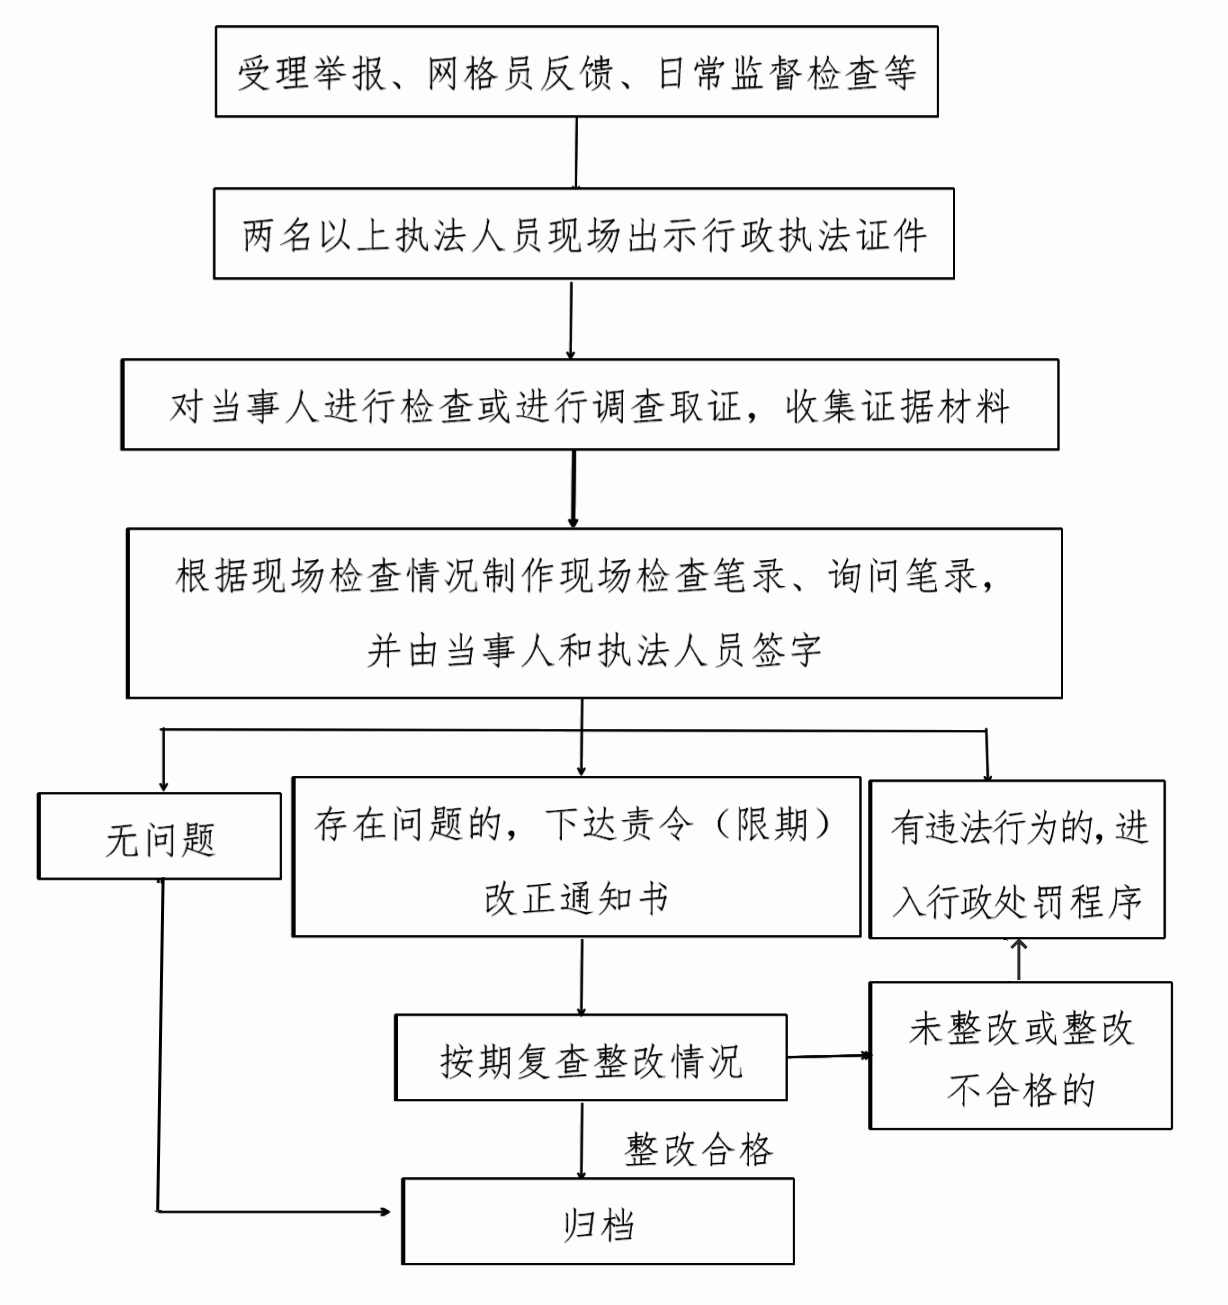 受理举报、网格员反馈、日常监督检查等
两名以上执法人员现场出示行政执法证件
对当事人进行检查或进行调查取证，收集证据材料
根据现场检查情况制作现场检查笔录、询问笔录，
并由当事人和执法人员签字
无问题
存在问题的，下达责令（限期）
改正通知书
有违法行为的，进
入行政处罚程序
按期复查整改情况
未整改或整改
不合格的
整改合格
归档